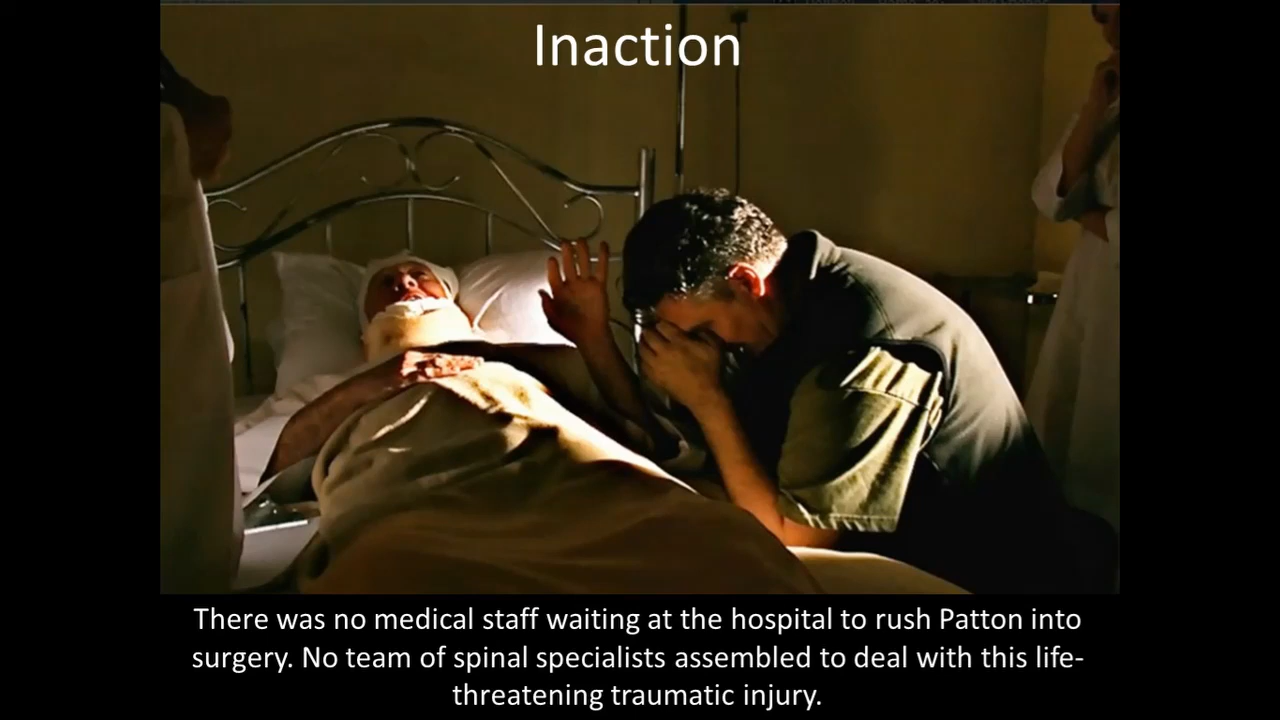 Inaction
There was no medical staff waiting at the hospital to rush Patton into
surgery. No team of spinal specialists assembled to deal with this life-
threatening traumatic injury.